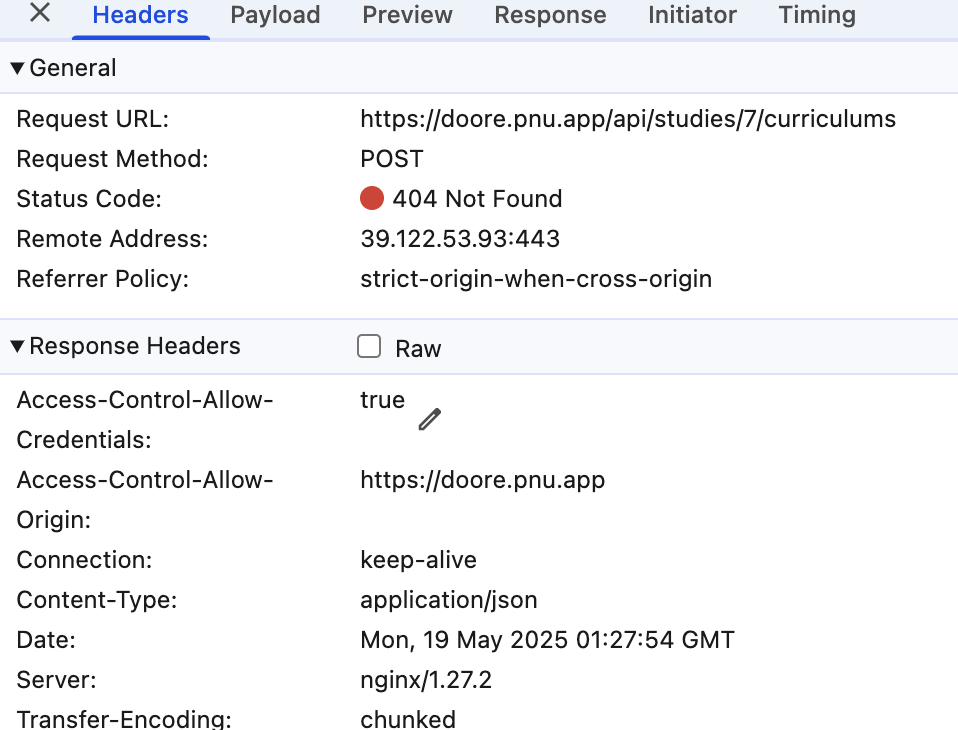 Headers Payload Preview Response Initiator Timing
General
Request URL: https://doore.pnu.app/api/studies/7/curriculums
Request Method: POST
Status Code: 404 Not Found
Remote Address: 39.122.53.93:443
Referrer Policy: strict-origin-when-cross-origin
Response Headers Raw
Access-Control-Allow- true
Credentials:
Access-Control-Allow- https://doore.pnu.app
Origin:
Connection: keep-alive
Content-Type: application/json
Date: Mon, 19 May 2025 01:27:54 GMT
Server: nginx/1.27.2
Transfer-Encoding: chunked